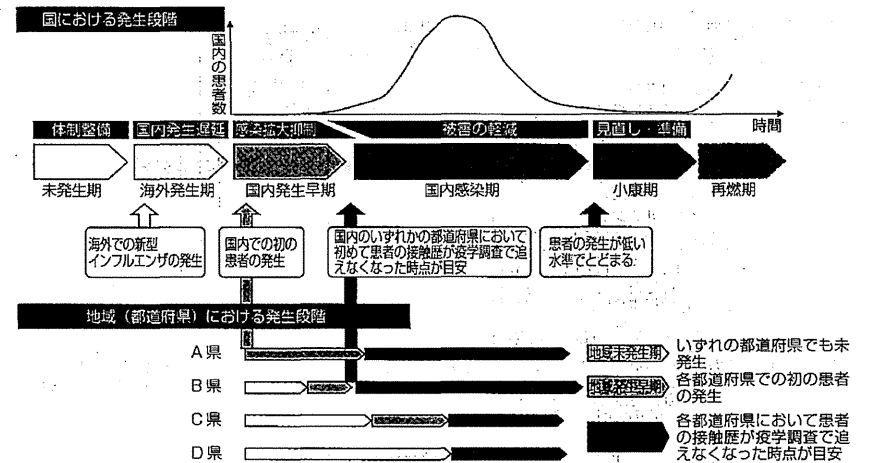 国における発生段階
国内の患者数
時間
体制整備
国内発生遅延
感染拡大抑制
被害の軽減
見直し・準備
未発生期
海外発生期
国内発生早期
国内感染期
小康期
再燃期
海外での新型
インフルエンザの発生
国内での初の
患者の発生
国内のいずれかの都道府県において
初めて患者の接触歴が疫学調査で追
えなくなった時点が目安
患者の発生が低い
水準でとどまる
地域(都道府県)における発生段階
A県
B県
C県
D県
地域未発生期
いずれの都道府県でも未
発生
地域発生早期
各都道府県での初の患者
の発生
各都道府県において患者
の接触歴が疫学調査で追
えなくなった時点が目安